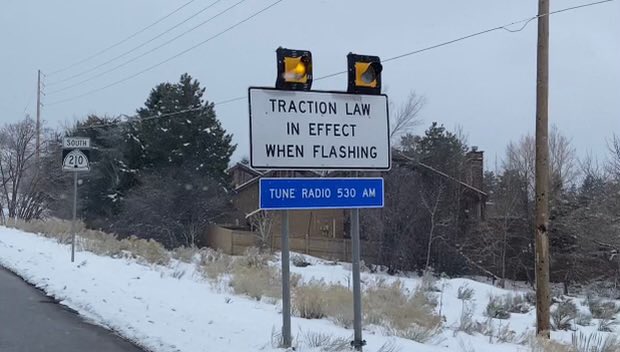 SOUTH
210
TRACTION LAW
IN EFFECT
WHEN FLASHING
TUNE RADIO 530 AM